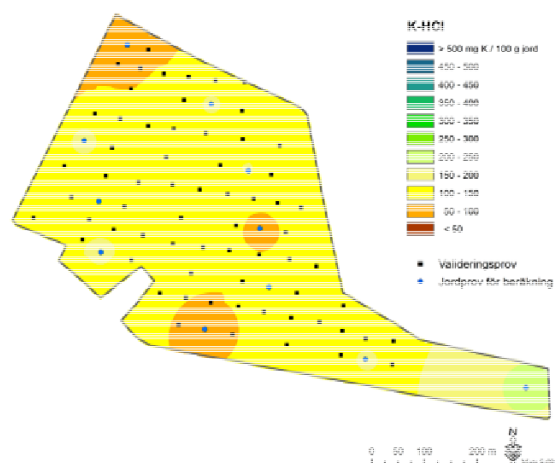 K-HCl
> 500 mg K / 100 g jord
450 - 500
400 - 450
350 - 400
300 - 350
250 - 300
200 - 250
150 - 200
100 - 150
50 - 100
< 50
Valideringsprov
Jordprov för beräkning
N
0 50 100 200 m